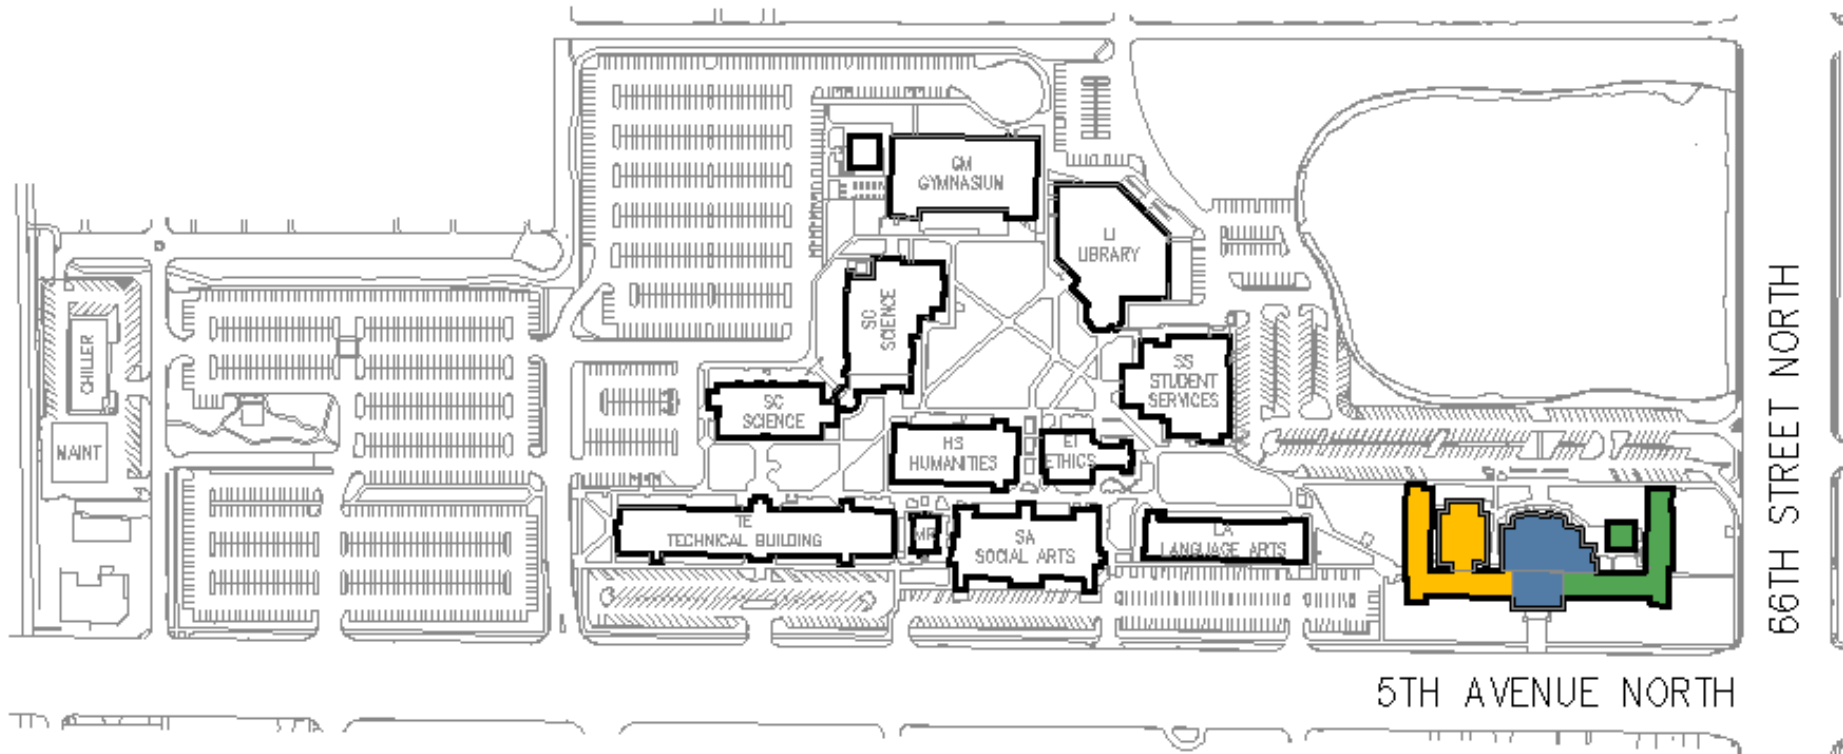 GM
GYMNASIUM
LI
LIBRARY
SC
SCIENCE
SS
STUDENT
SERVICES
CHILLER
MAINT
SC
SCIENCE
HS
HUMANITIES
ET
ETHICS
TE
TECHNICAL BUILDING
MR
SA
SOCIAL ARTS
LA
LANGUAGE ARTS
66TH STREET NORTH
5TH AVENUE NORTH